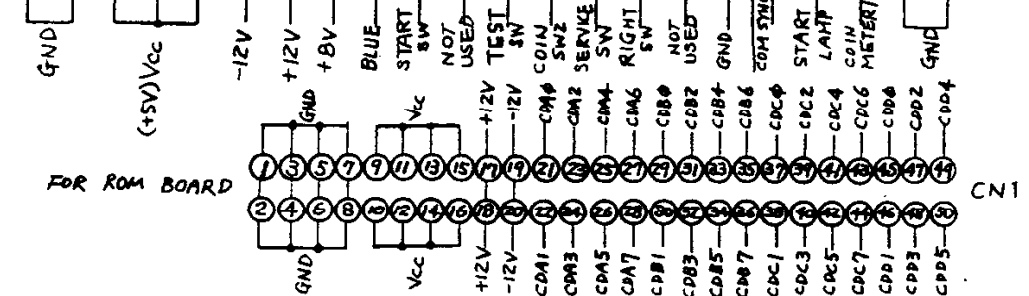 GND
(+5V)Vcc
-12V
+12V
+8V
BLUE
START SW
NOT USED
TEST SW
COIN SW2
SERVICE SW
RIGHT SW
NOT USED
GND
COM SYNC
START LAMP
COIN METER1
GND
GND
Vcc
+12V
-12V
CDA0
CDA2
CDA4
CDA6
CDB0
CDB2
CDB4
CDB6
CDC0
CDC2
CDC4
CDC6
CDD0
CDD2
CDD4
1 3 5 7 9 11 13 15 17 19 21 23 25 27 29 31 33 35 37 39 41 43 45 47 49
FOR ROM BOARD
CN1
2 4 6 8 10 2 14 16 18 20 22 24 26 28 30 32 34 36 38 40 42 44 46 48 50
GND
Vcc
+12V
-12V
CDA1
CDA3
CDA5
CDA7
CDB1
CDB3
CDB5
CDB7
CDC1
CDC3
CDC5
CDC7
CDD1
CDD3
CDD5